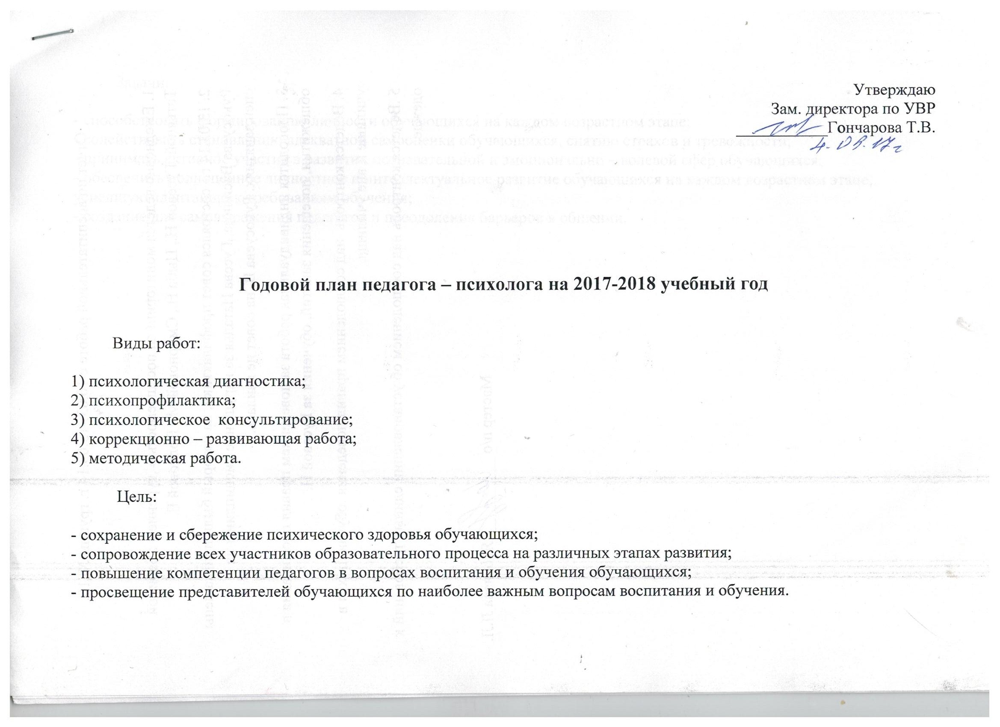 Утверждаю
Зам. директора по УВР
___________Гончарова Т.В.
4.09.17г
Годовой план педагога – психолога на 2017-2018 учебный год
Виды работ:
1) психологическая диагностика;
2) психопрофилактика;
3) психологическое  консультирование;
4) коррекционно – развивающая работа;
5) методическая работа.
Цель:
- сохранение и сбережение психического здоровья обучающихся;
- сопровождение всех участников образовательного процесса на различных этапах развития;
- повышение компетенции педагогов в вопросах воспитания и обучения обучающихся;
- просвещение представителей обучающихся по наиболее важным вопросам воспитания и обучения.